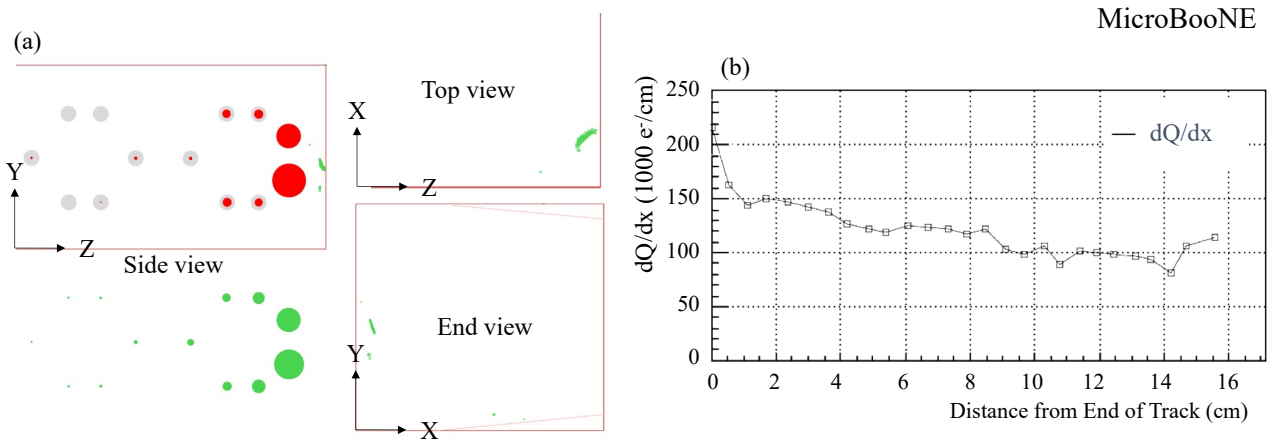 MicroBooNE
(a)
Side view
Y
Z
Top view
X
Z
End view
Y
X
(b)
dQ/dx (1000 e⁻/cm)
250
200
150
100
50
0
dQ/dx
0 2 4 6 8 10 12 14 16
Distance from End of Track (cm)